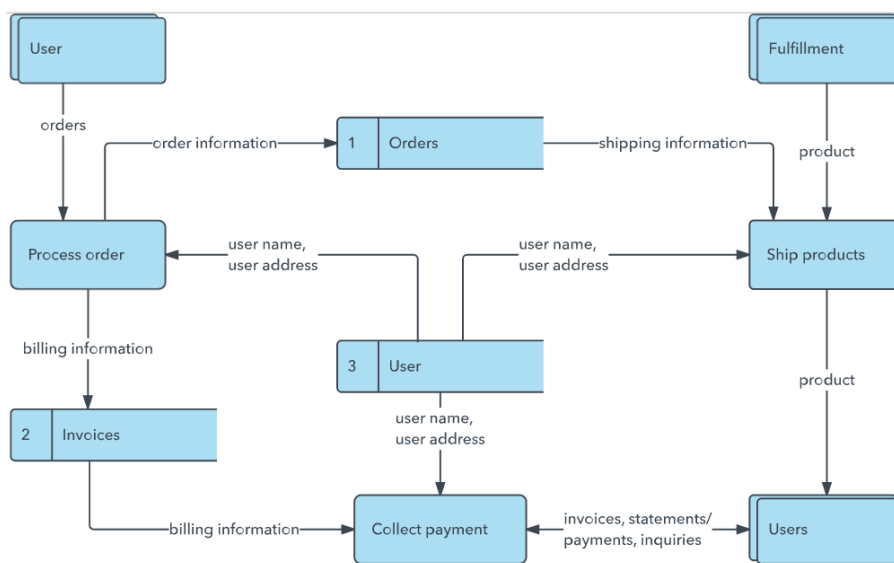 User
Fulfillment
orders
order information
1 Orders
shipping information
product
Process order
user name,
user address
user name,
user address
Ship products
billing information
3 User
product
2 Invoices
user name,
user address
billing information
Collect payment
invoices, statements/
payments, inquiries
Users